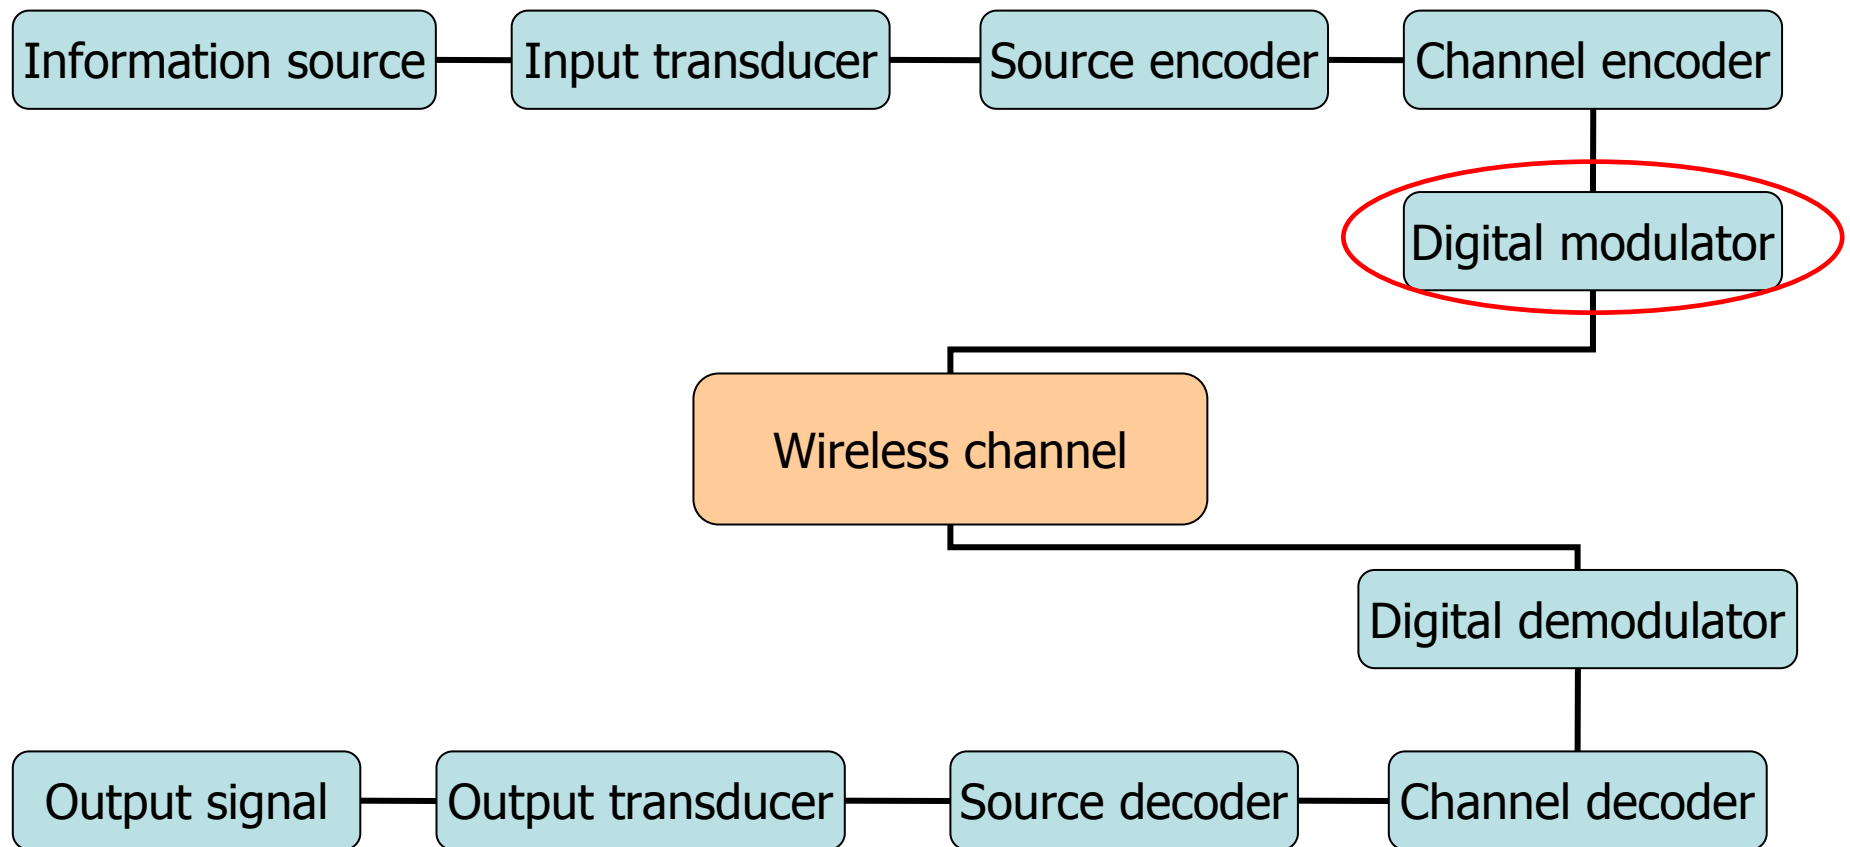 Information source
Input transducer
Source encoder
Channel encoder
Digital modulator
Wireless channel
Digital demodulator
Output signal
Output transducer
Source decoder
Channel decoder